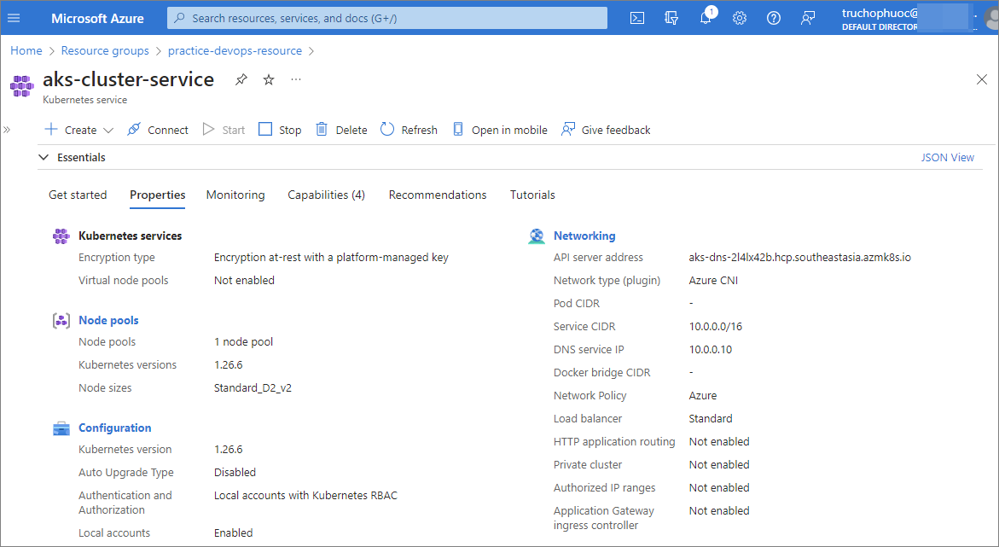 Microsoft Azure
Search resources, services, and docs (G+/)
1
truchophuoc@
DEFAULT DIRECTOR
Home > Resource groups > practice-devops-resource >
aks-cluster-service
...
Kubernetes service
Create
Connect
Start
Stop
Delete
Refresh
Open in mobile
Give feedback
Essentials
JSON View
Get started
Properties
Monitoring
Capabilities (4)
Recommendations
Tutorials
Kubernetes services
Encryption type Encryption at-rest with a platform-managed key
Virtual node pools Not enabled
Node pools
Node pools 1 node pool
Kubernetes versions 1.26.6
Node sizes Standard_D2_v2
Configuration
Kubernetes version 1.26.6
Auto Upgrade Type Disabled
Authentication and Local accounts with Kubernetes RBAC
Authorization
Local accounts Enabled
Networking
API server address aks-dns-2l4lx42b.hcp.southeastasia.azmk8s.io
Network type (plugin) Azure CNI
Pod CIDR -
Service CIDR 10.0.0.0/16
DNS service IP 10.0.0.10
Docker bridge CIDR -
Network Policy Azure
Load balancer Standard
HTTP application routing Not enabled
Private cluster Not enabled
Authorized IP ranges Not enabled
Application Gateway Not enabled
ingress controller